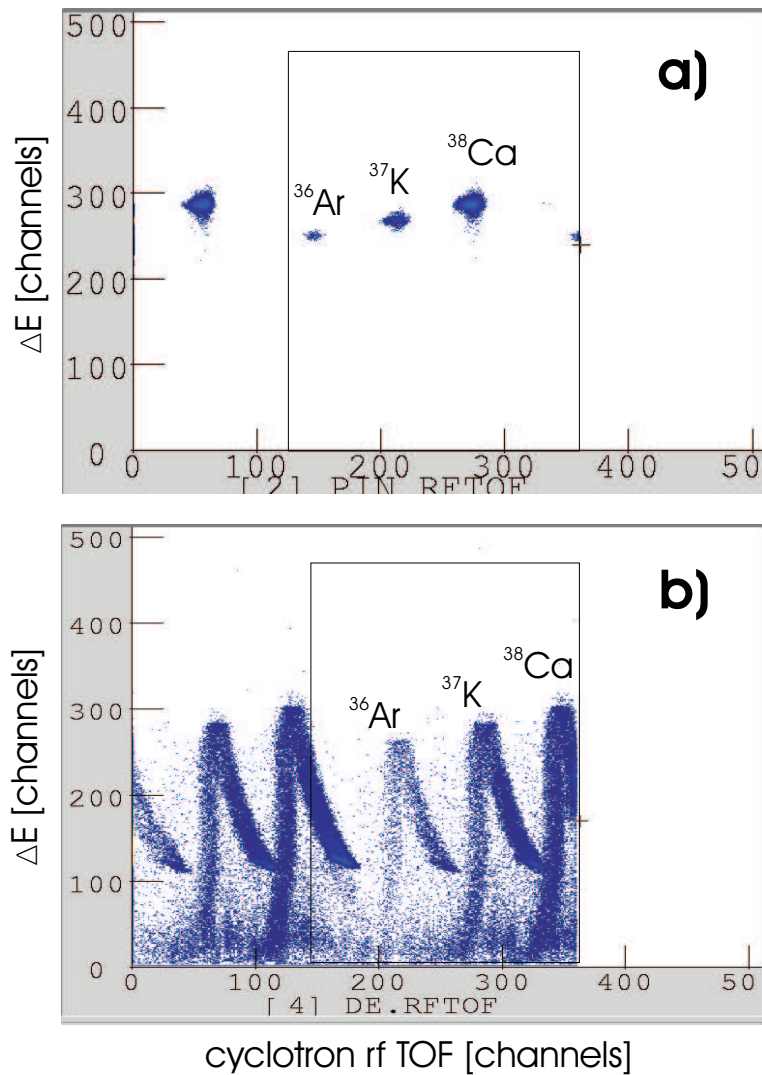 500
a)
400
38Ca
37K
36Ar
300
200
100
0
ΔE [channels]
0 100 200 300 400 50
[ 2] PIN RFTOF
500
b)
400
38Ca
37K
36Ar
300
200
100
0
ΔE [channels]
0 100 200 300 400 50
[ 4] DE.RFTOF
cyclotron rf TOF [channels]